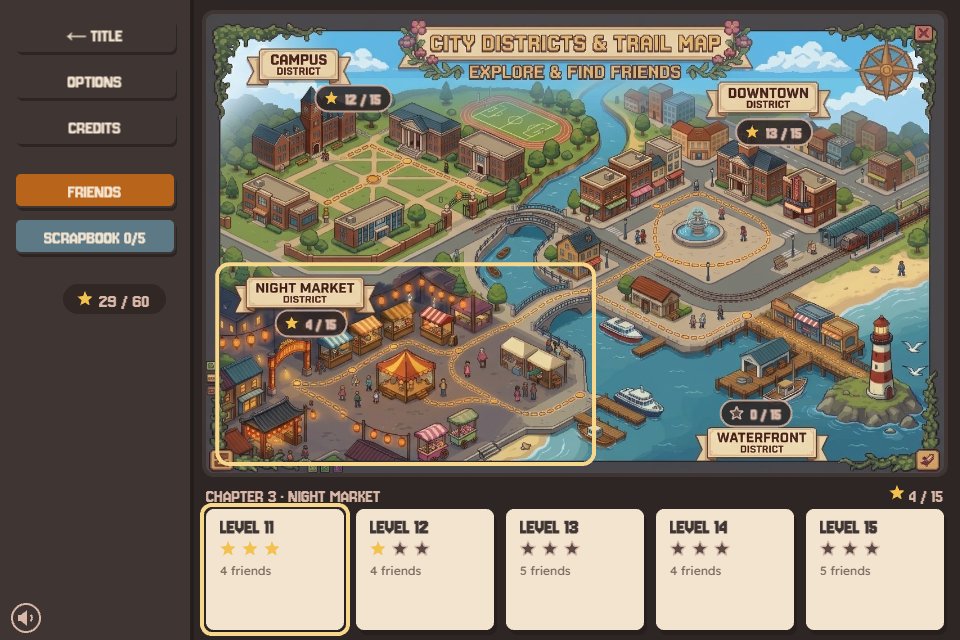 ← TITLE
OPTIONS
CREDITS
FRIENDS
SCRAPBOOK 0/5
29 / 60
CITY DISTRICTS & TRAIL MAP
EXPLORE & FIND FRIENDS
CAMPUS
DISTRICT
12 / 15
DOWNTOWN
DISTRICT
13 / 15
NIGHT MARKET
DISTRICT
4 / 15
0 / 15
WATERFRONT
DISTRICT
CHAPTER 3 · NIGHT MARKET
4 / 15
LEVEL 11
4 friends
LEVEL 12
4 friends
LEVEL 13
5 friends
LEVEL 14
4 friends
LEVEL 15
5 friends